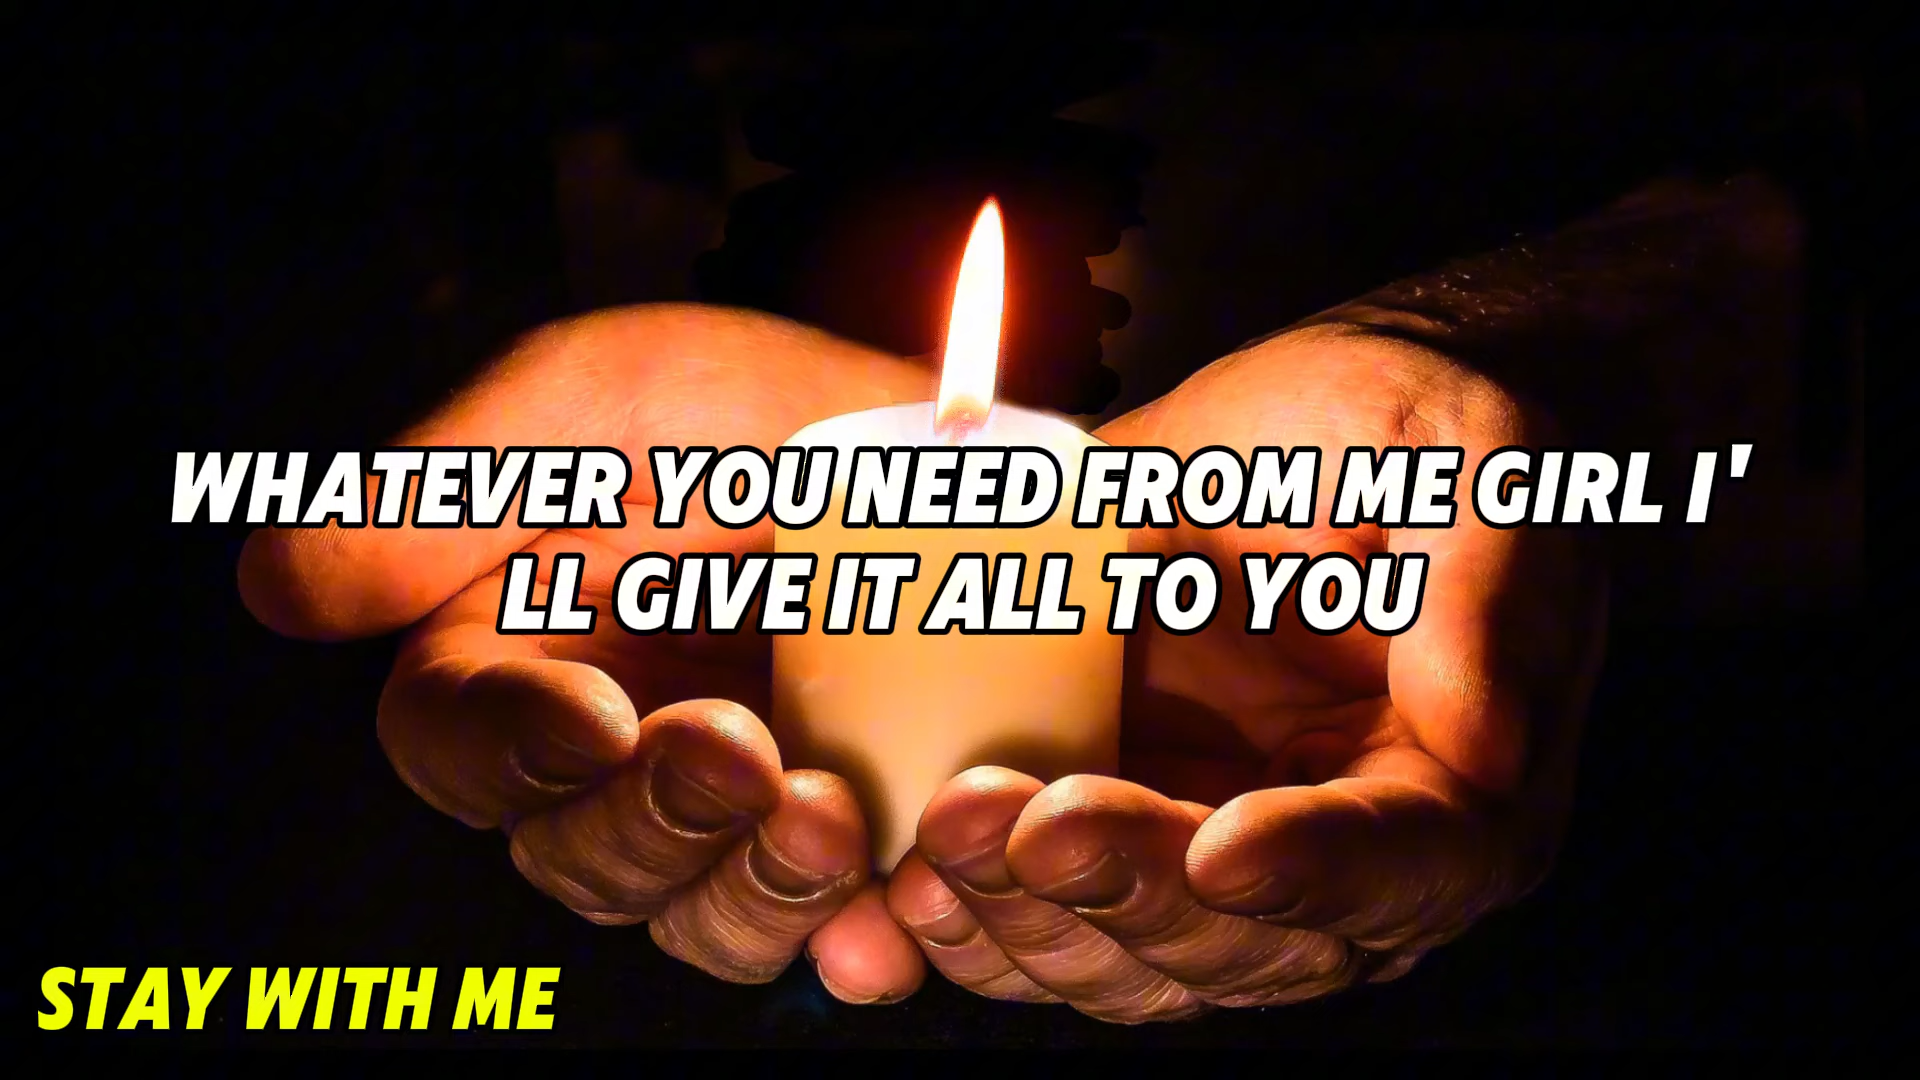 WHATEVER YOU NEED FROM ME GIRL I'
LL GIVE IT ALL TO YOU
STAY WITH ME